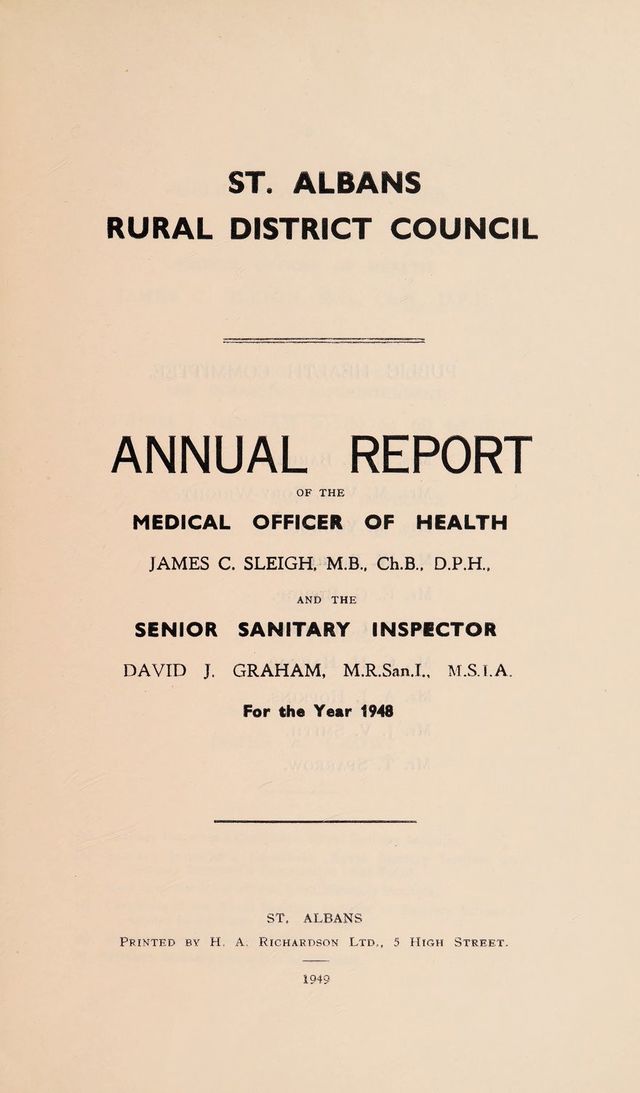 ST. ALBANS
RURAL DISTRICT COUNCIL
ANNUAL REPORT
OF THE
MEDICAL OFFICER OF HEALTH
JAMES C. SLEIGH, M.B., Ch.B., D.P.H.,
AND THE
SENIOR SANITARY INSPECTOR
DAVID J. GRAHAM, M.R.San.I., M.S.I.A.
For the Year 1948
ST. ALBANS
PRINTED BY H. A. RICHARDSON LTD., 5 HIGH STREET.
1949